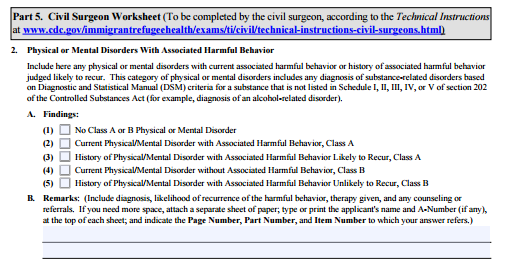 Part 5. Civil Surgeon Worksheet (To be completed by the civil surgeon, according to the Technical Instructions
at www.cdc.gov/immigrantrefugeehealth/exams/ti/civil/technical-instructions-civil-surgeons.html)
2. Physical or Mental Disorders With Associated Harmful Behavior
Include here any physical or mental disorders with current associated harmful behavior or history of associated harmful behavior
judged likely to recur. This category of physical or mental disorders includes any diagnosis of substance-related disorders based
on Diagnostic and Statistical Manual (DSM) criteria for a substance that is not listed in Schedule I, II, III, IV, or V of section 202
of the Controlled Substances Act (for example, diagnosis of an alcohol-related disorder).
A. Findings:
(1) No Class A or B Physical or Mental Disorder
(2) Current Physical/Mental Disorder with Associated Harmful Behavior, Class A
(3) History of Physical/Mental Disorder with Associated Harmful Behavior Likely to Recur, Class A
(4) Current Physical/Mental Disorder without Associated Harmful Behavior, Class B
(5) History of Physical/Mental Disorder with Associated Harmful Behavior Unlikely to Recur, Class B
B. Remarks: (Include diagnosis, likelihood of recurrence of the harmful behavior, therapy given, and any counseling or
referrals. If you need more space, attach a separate sheet of paper; type or print the applicant's name and A-Number (if any),
at the top of each sheet; and indicate the Page Number, Part Number, and Item Number to which your answer refers.)